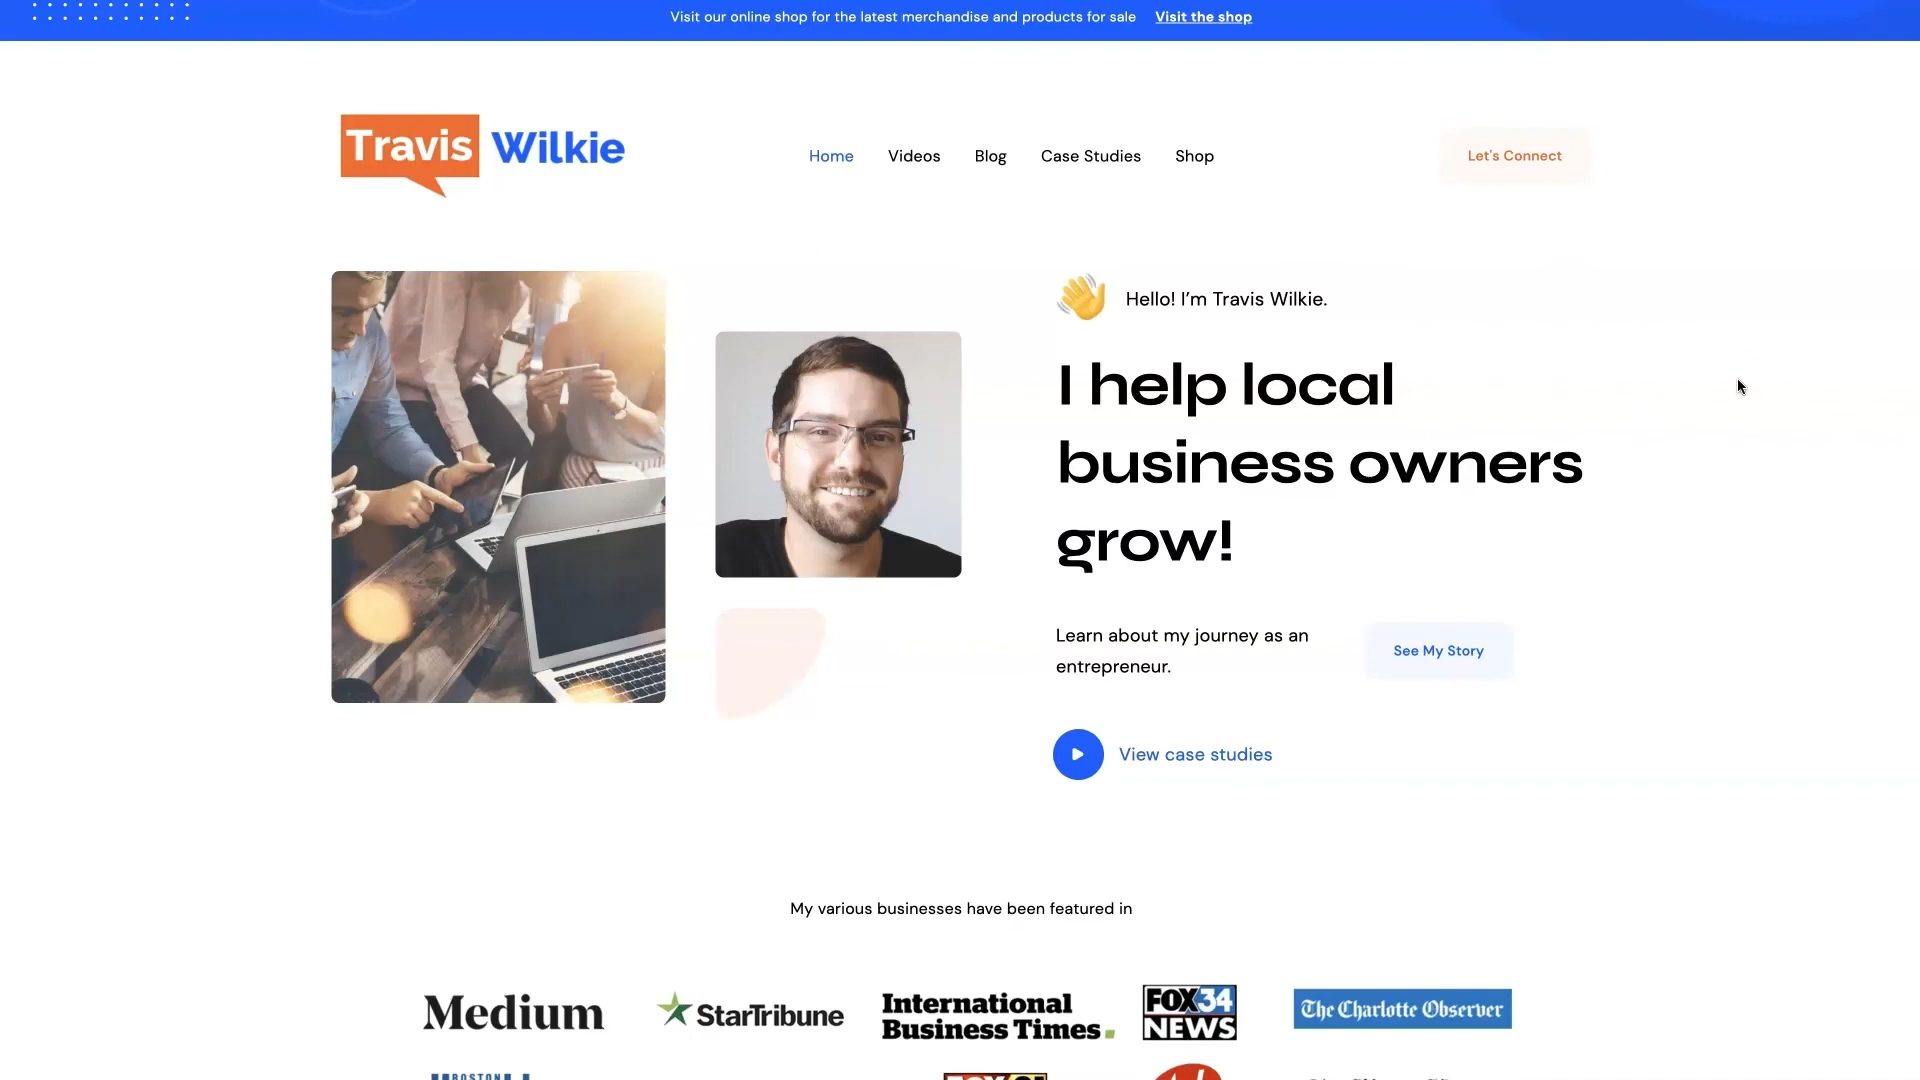 Visit our online shop for the latest merchandise and products for sale Visit the shop
Travis Wilkie
Home Videos Blog Case Studies Shop
Let's Connect
Hello! I'm Travis Wilkie.
I help local
business owners
grow!
Learn about my journey as an
entrepreneur.
See My Story
View case studies
My various businesses have been featured in
Medium
StarTribune
International
Business Times.
FOX34
NEWS
The Charlotte Observer
BOSTON